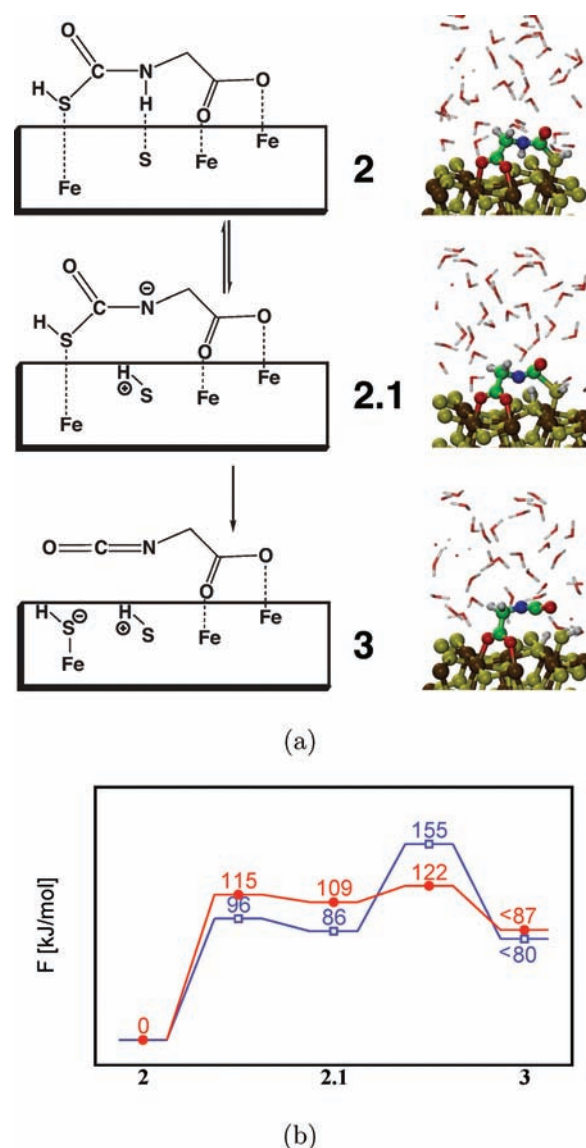 O
H
H
S
C
N
H
O
O
Fe
S
Fe
Fe
2
O
H
S
C
N
⊖
O
O
H
⊕
S
Fe
Fe
Fe
2.1
O=C=N
O
O
H
S
⊖
H
⊕
S
Fe
Fe
Fe
3
(a)
F [kJ/mol]
155
115
109
122
96
86
<87
<80
0
2
2.1
3
(b)